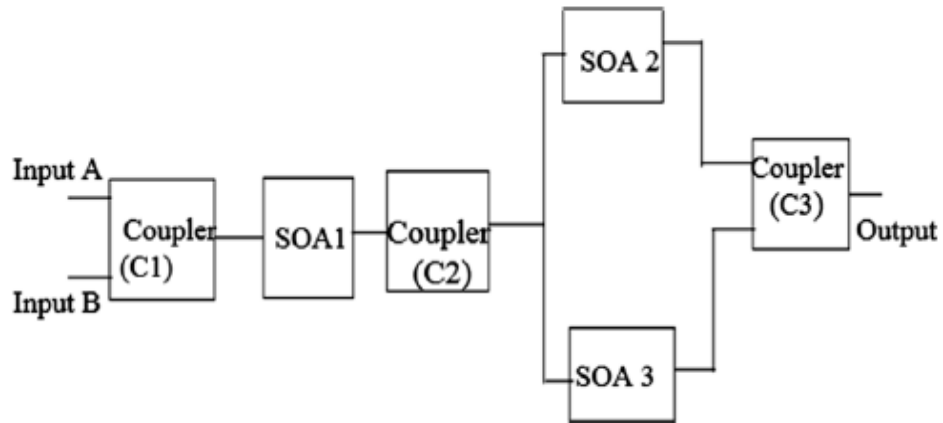 Input A
Input B
Coupler
(C1)
SOA1
Coupler
(C2)
SOA 2
SOA 3
Coupler
(C3)
Output